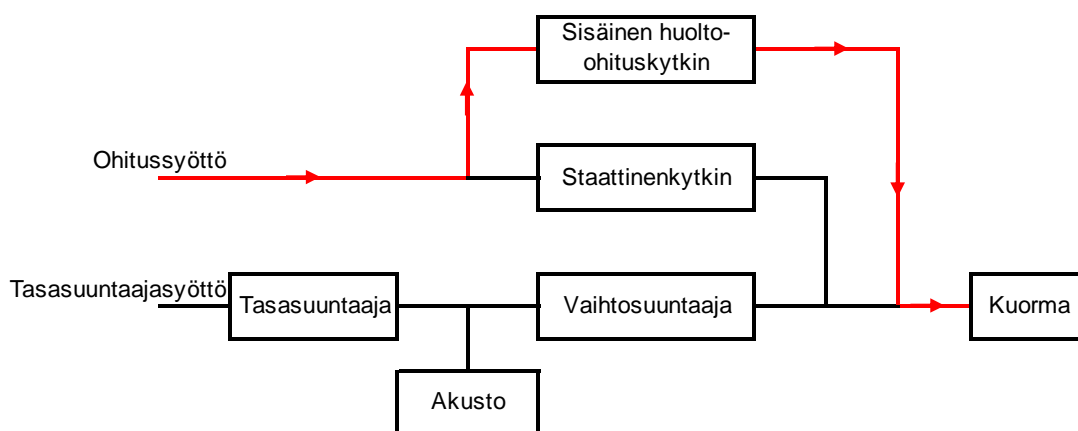 Sisäinen huolto-
ohituskytkin
Ohitussyöttö
Staattinenkytkin
Tasasuuntaajasyöttö
Tasasuuntaaja
Vaihtosuuntaaja
Kuorma
Akusto